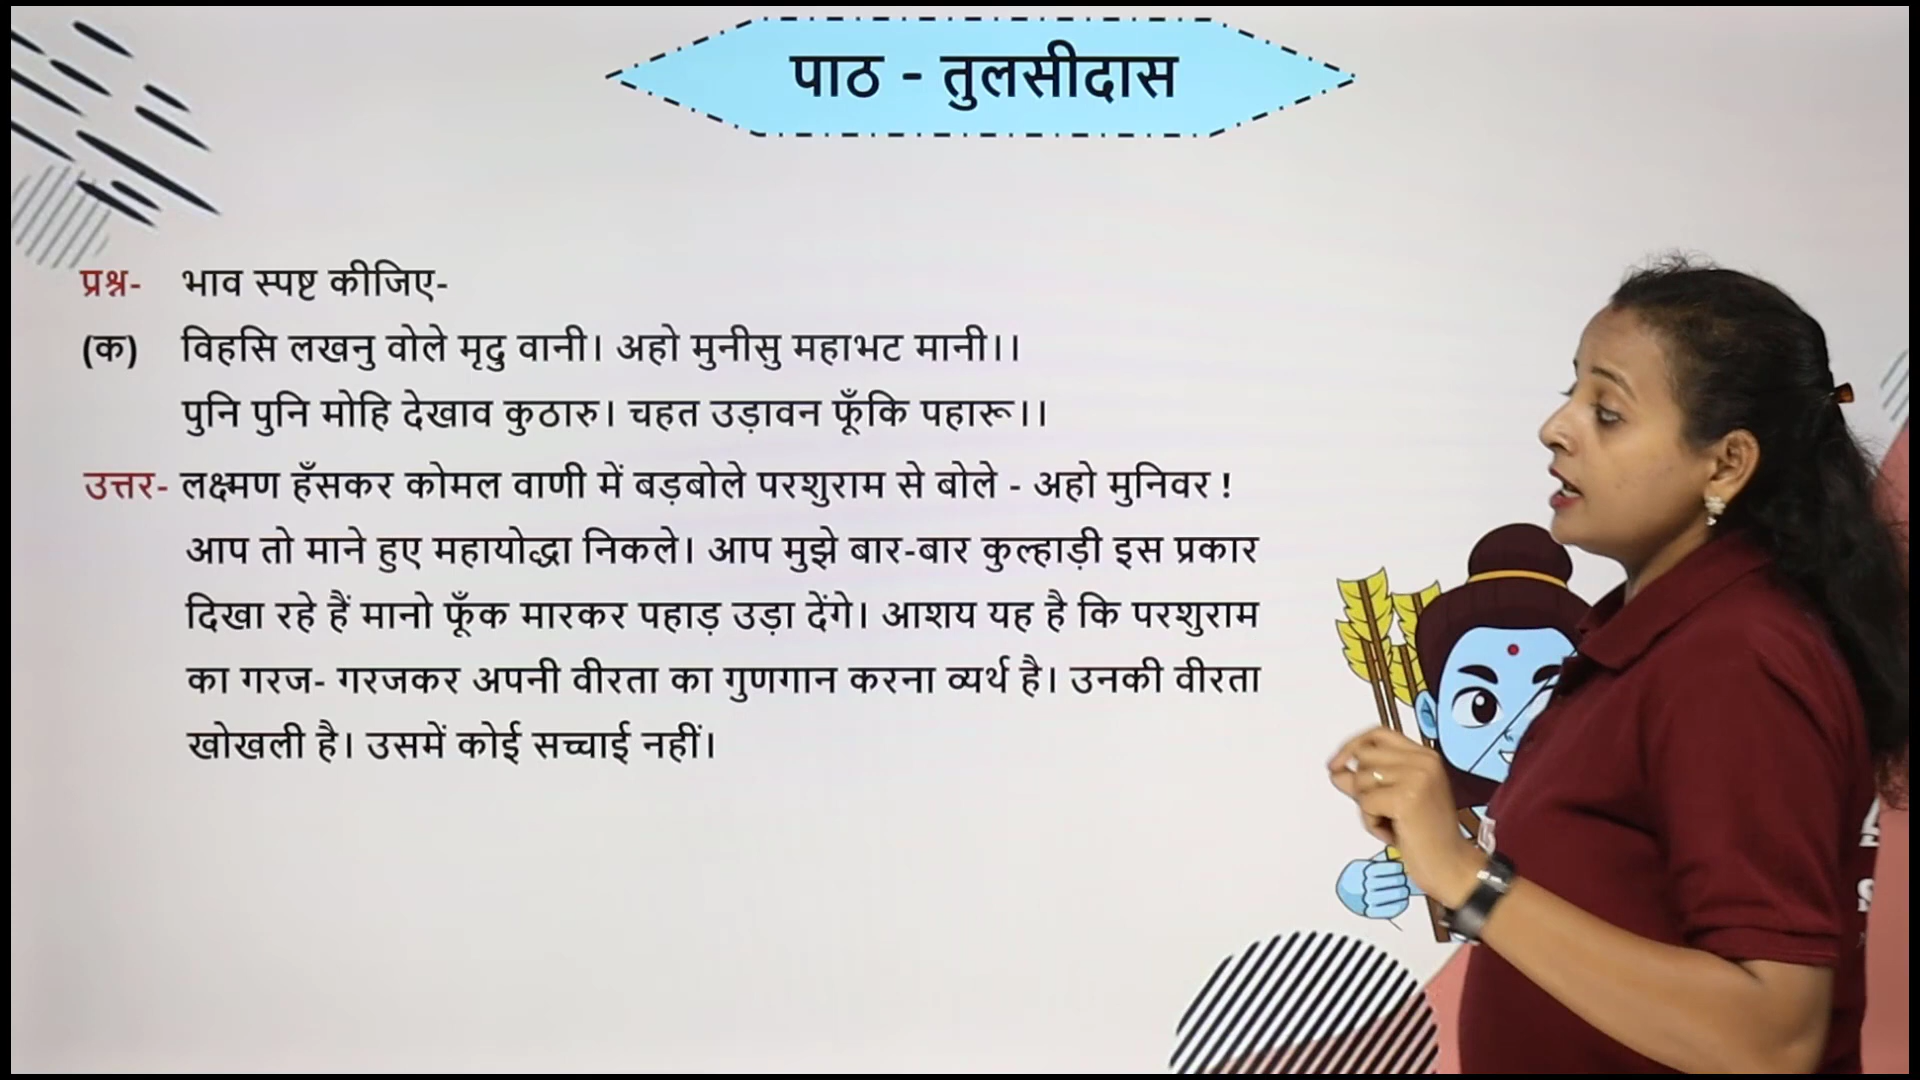 पाठ - तुलसीदास
प्रश्न- भाव स्पष्ट कीजिए-
(क) विहसि लखनु वोले मृदु वानी। अहो मुनीसु महाभट मानी।।
पुनि पुनि मोहि देखाव कुठारु। चहत उड़ावन फूँकि पहारू।।
उत्तर- लक्ष्मण हँसकर कोमल वाणी में बड़बोले परशुराम से बोले - अहो मुनिवर !
आप तो माने हुए महायोद्धा निकले। आप मुझे बार-बार कुल्हाड़ी इस प्रकार
दिखा रहे हैं मानो फूँक मारकर पहाड़ उड़ा देंगे। आशय यह है कि परशुराम
का गरज- गरजकर अपनी वीरता का गुणगान करना व्यर्थ है। उनकी वीरता
खोखली है। उसमें कोई सच्चाई नहीं।